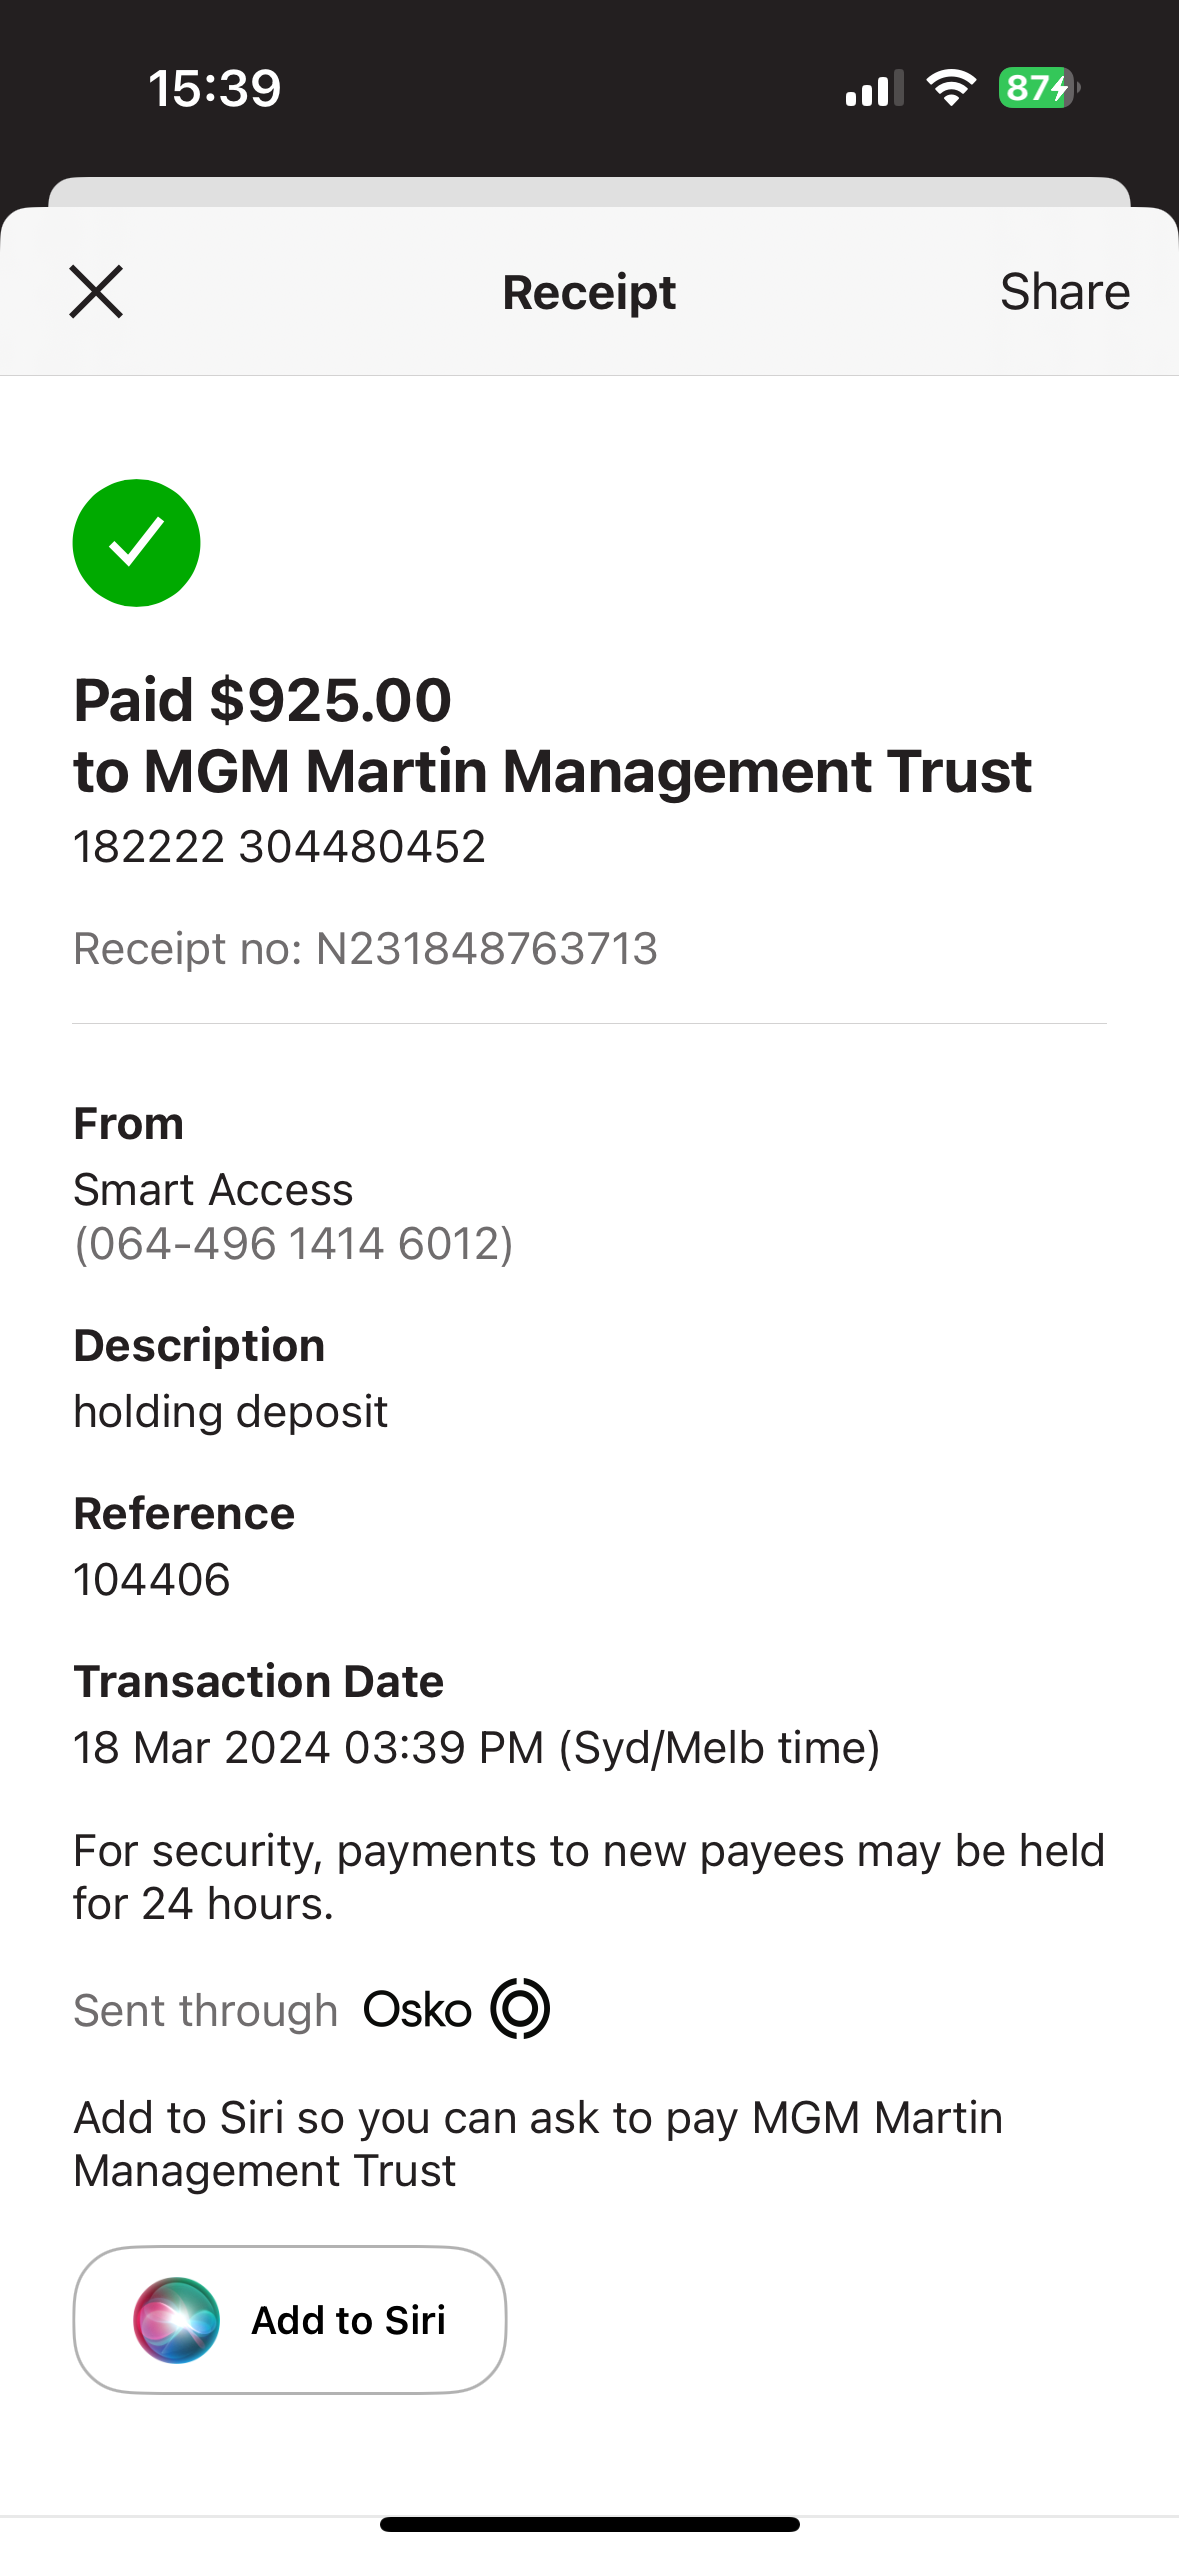 15:39
87
Receipt
Share
Paid $925.00
to MGM Martin Management Trust
182222 304480452
Receipt no: N231848763713
From
Smart Access
(064-496 1414 6012)
Description
holding deposit
Reference
104406
Transaction Date
18 Mar 2024 03:39 PM (Syd/Melb time)
For security, payments to new payees may be held
for 24 hours.
Sent through Osko
Add to Siri so you can ask to pay MGM Martin
Management Trust
Add to Siri